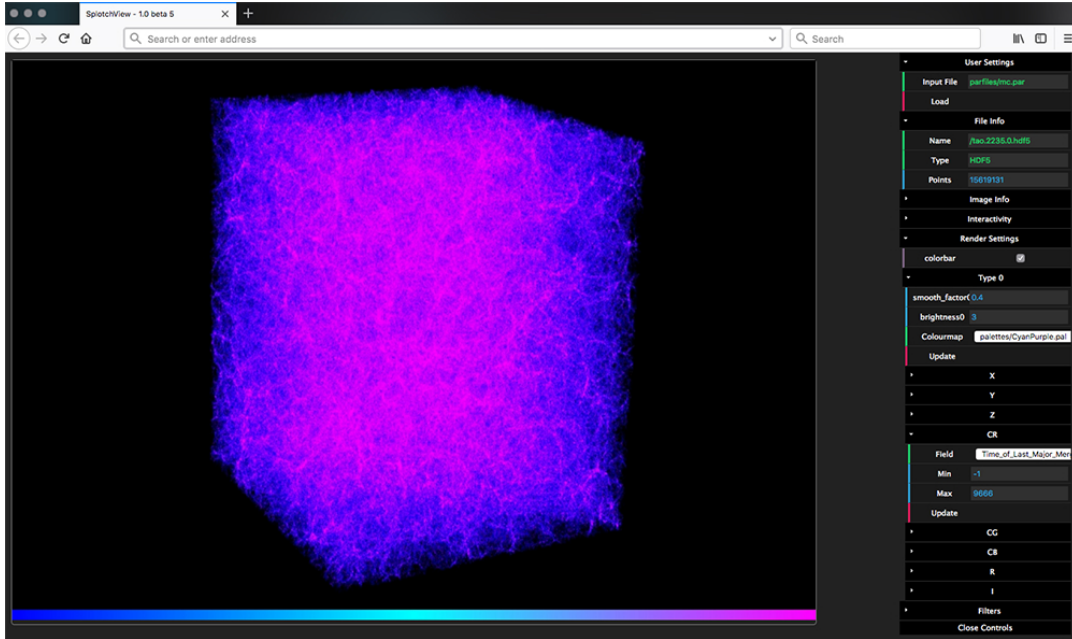 SplotchView - 1.0 beta 5
Search or enter address
Search
User Settings
Input File parfiles/mc.par
Load
File Info
Name /tao.2235.0.hdf5
Type HDF5
Points 15619131
Image Info
Interactivity
Render Settings
colorbar
Type 0
smooth_factor( 0.4
brightness0 3
Colourmap palettes/CyanPurple.pal
Update
X
Y
Z
CR
Field Time_of_Last_Major_Mer
Min -1
Max 9666
Update
CG
CB
R
I
Filters
Close Controls